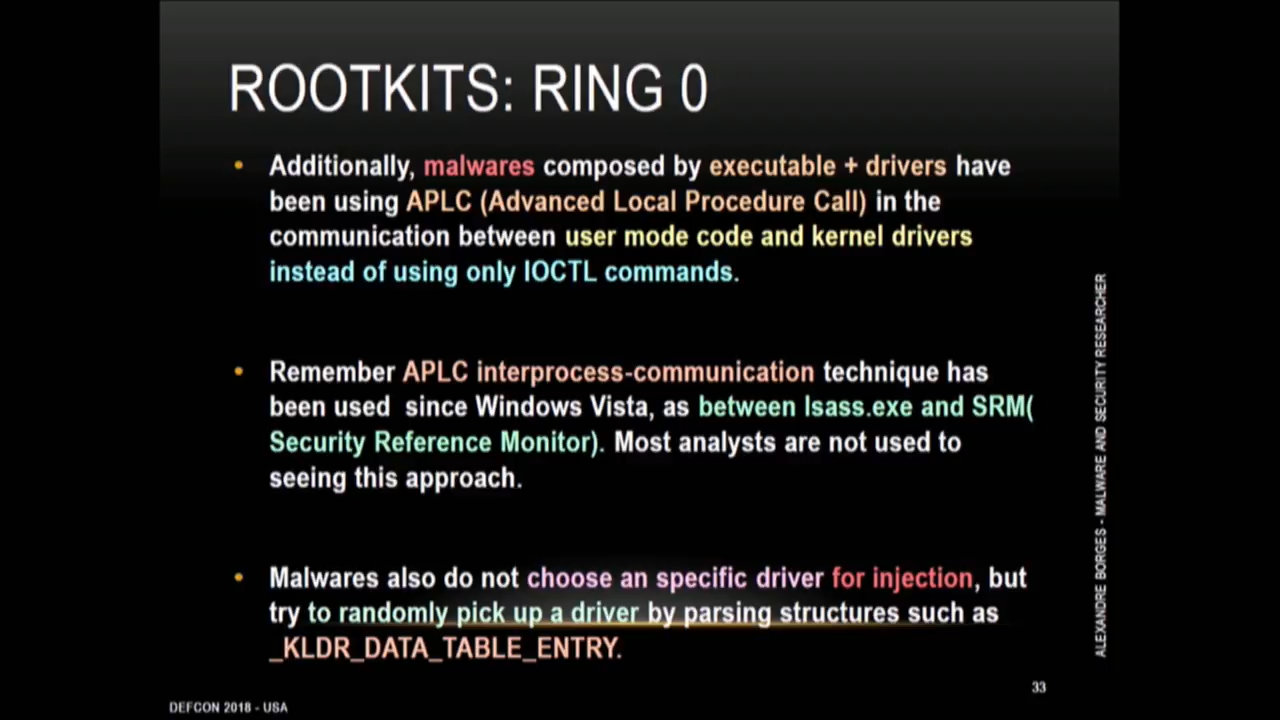 ROOTKITS: RING 0
• Additionally, malwares composed by executable + drivers have
been using APLC (Advanced Local Procedure Call) in the
communication between user mode code and kernel drivers
instead of using only IOCTL commands.
• Remember APLC interprocess-communication technique has
been used since Windows Vista, as between lsass.exe and SRM(
Security Reference Monitor). Most analysts are not used to
seeing this approach.
• Malwares also do not choose an specific driver for injection, but
try to randomly pick up a driver by parsing structures such as
_KLDR_DATA_TABLE_ENTRY.
ALEXANDRE BORGES - MALWARE AND SECURITY RESEARCHER
33
DEFCON 2018 - USA